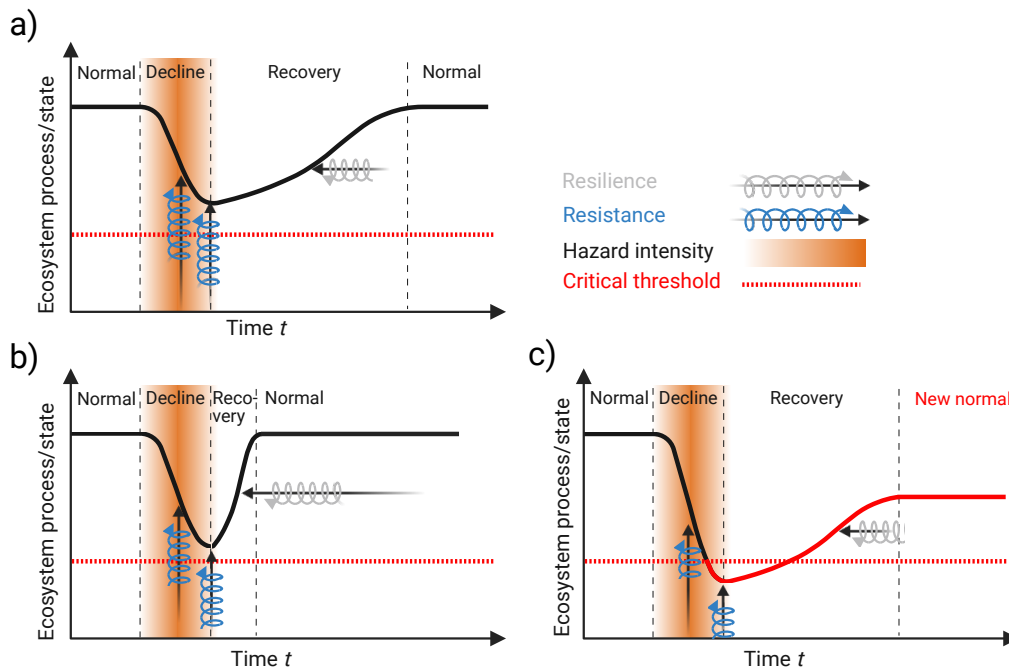 a)
Ecosystem process/state
Normal
Decline
Recovery
Normal
Time t
Resilience
Resistance
Hazard intensity
Critical threshold
b)
Ecosystem process/state
Normal
Decline
Reco-
very
Normal
Time t
c)
Ecosystem process/state
Normal
Decline
Recovery
New normal
Time t